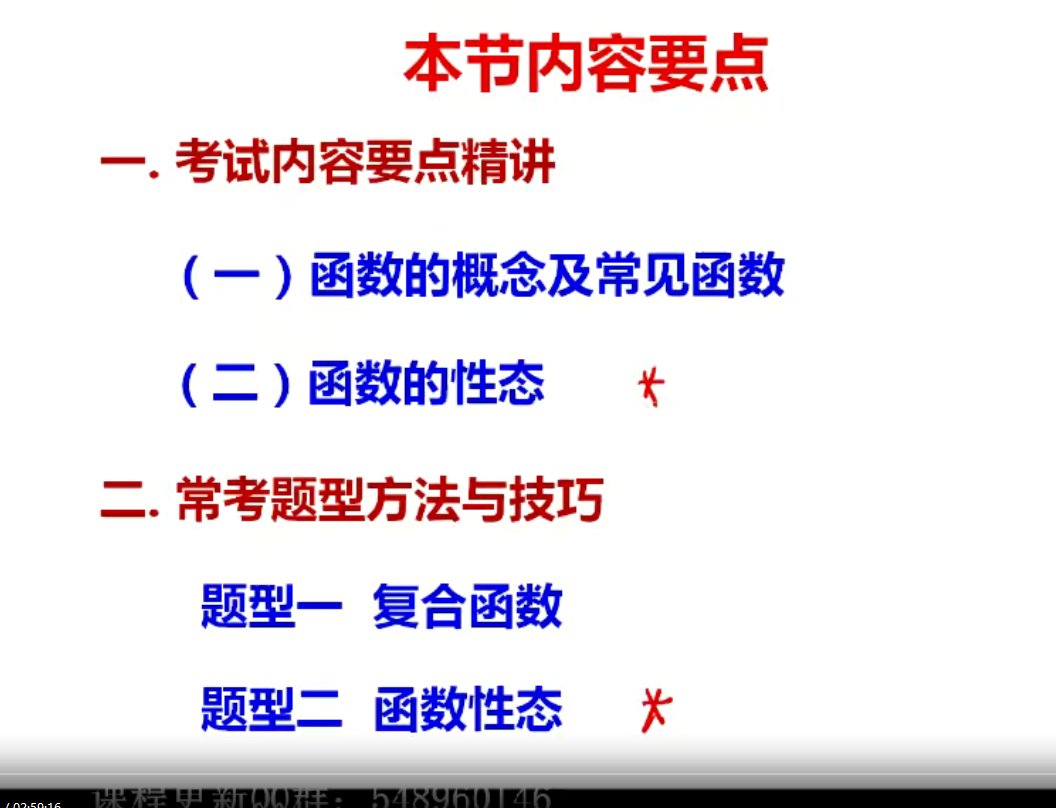 本节内容要点
一. 考试内容要点精讲
（一）函数的概念及常见函数
（二）函数的性态 *
二. 常考题型方法与技巧
题型一 复合函数
题型二 函数性态 *
课程更新QQ群：548960146
/ 02:59:16